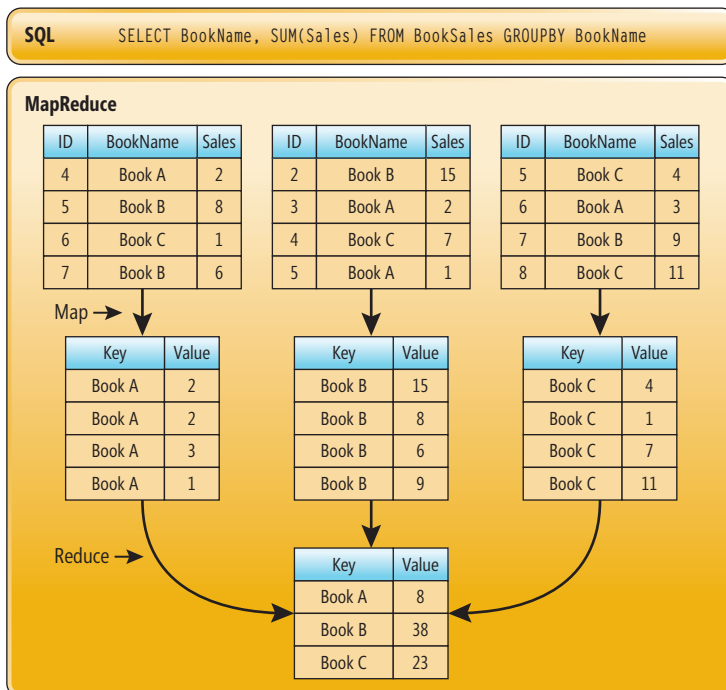 SQL SELECT BookName, SUM(Sales) FROM BookSales GROUPBY BookName
MapReduce
ID BookName Sales
4 Book A 2
5 Book B 8
6 Book C 1
7 Book B 6
ID BookName Sales
2 Book B 15
3 Book A 2
4 Book C 7
5 Book A 1
ID BookName Sales
5 Book C 4
6 Book A 3
7 Book B 9
8 Book C 11
Map
Key Value
Book A 2
Book A 2
Book A 3
Book A 1
Key Value
Book B 15
Book B 8
Book B 6
Book B 9
Key Value
Book C 4
Book C 1
Book C 7
Book C 11
Reduce
Key Value
Book A 8
Book B 38
Book C 23